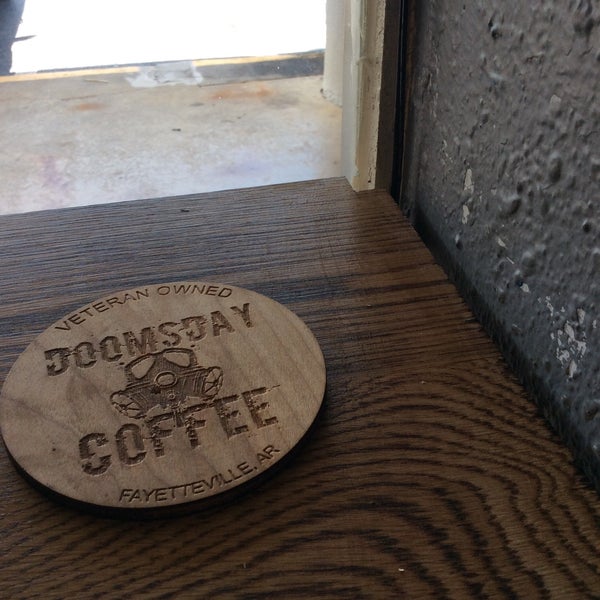 VETERAN OWNED
DOOMSDAY
COFFEE
FAYETTEVILLE, AR